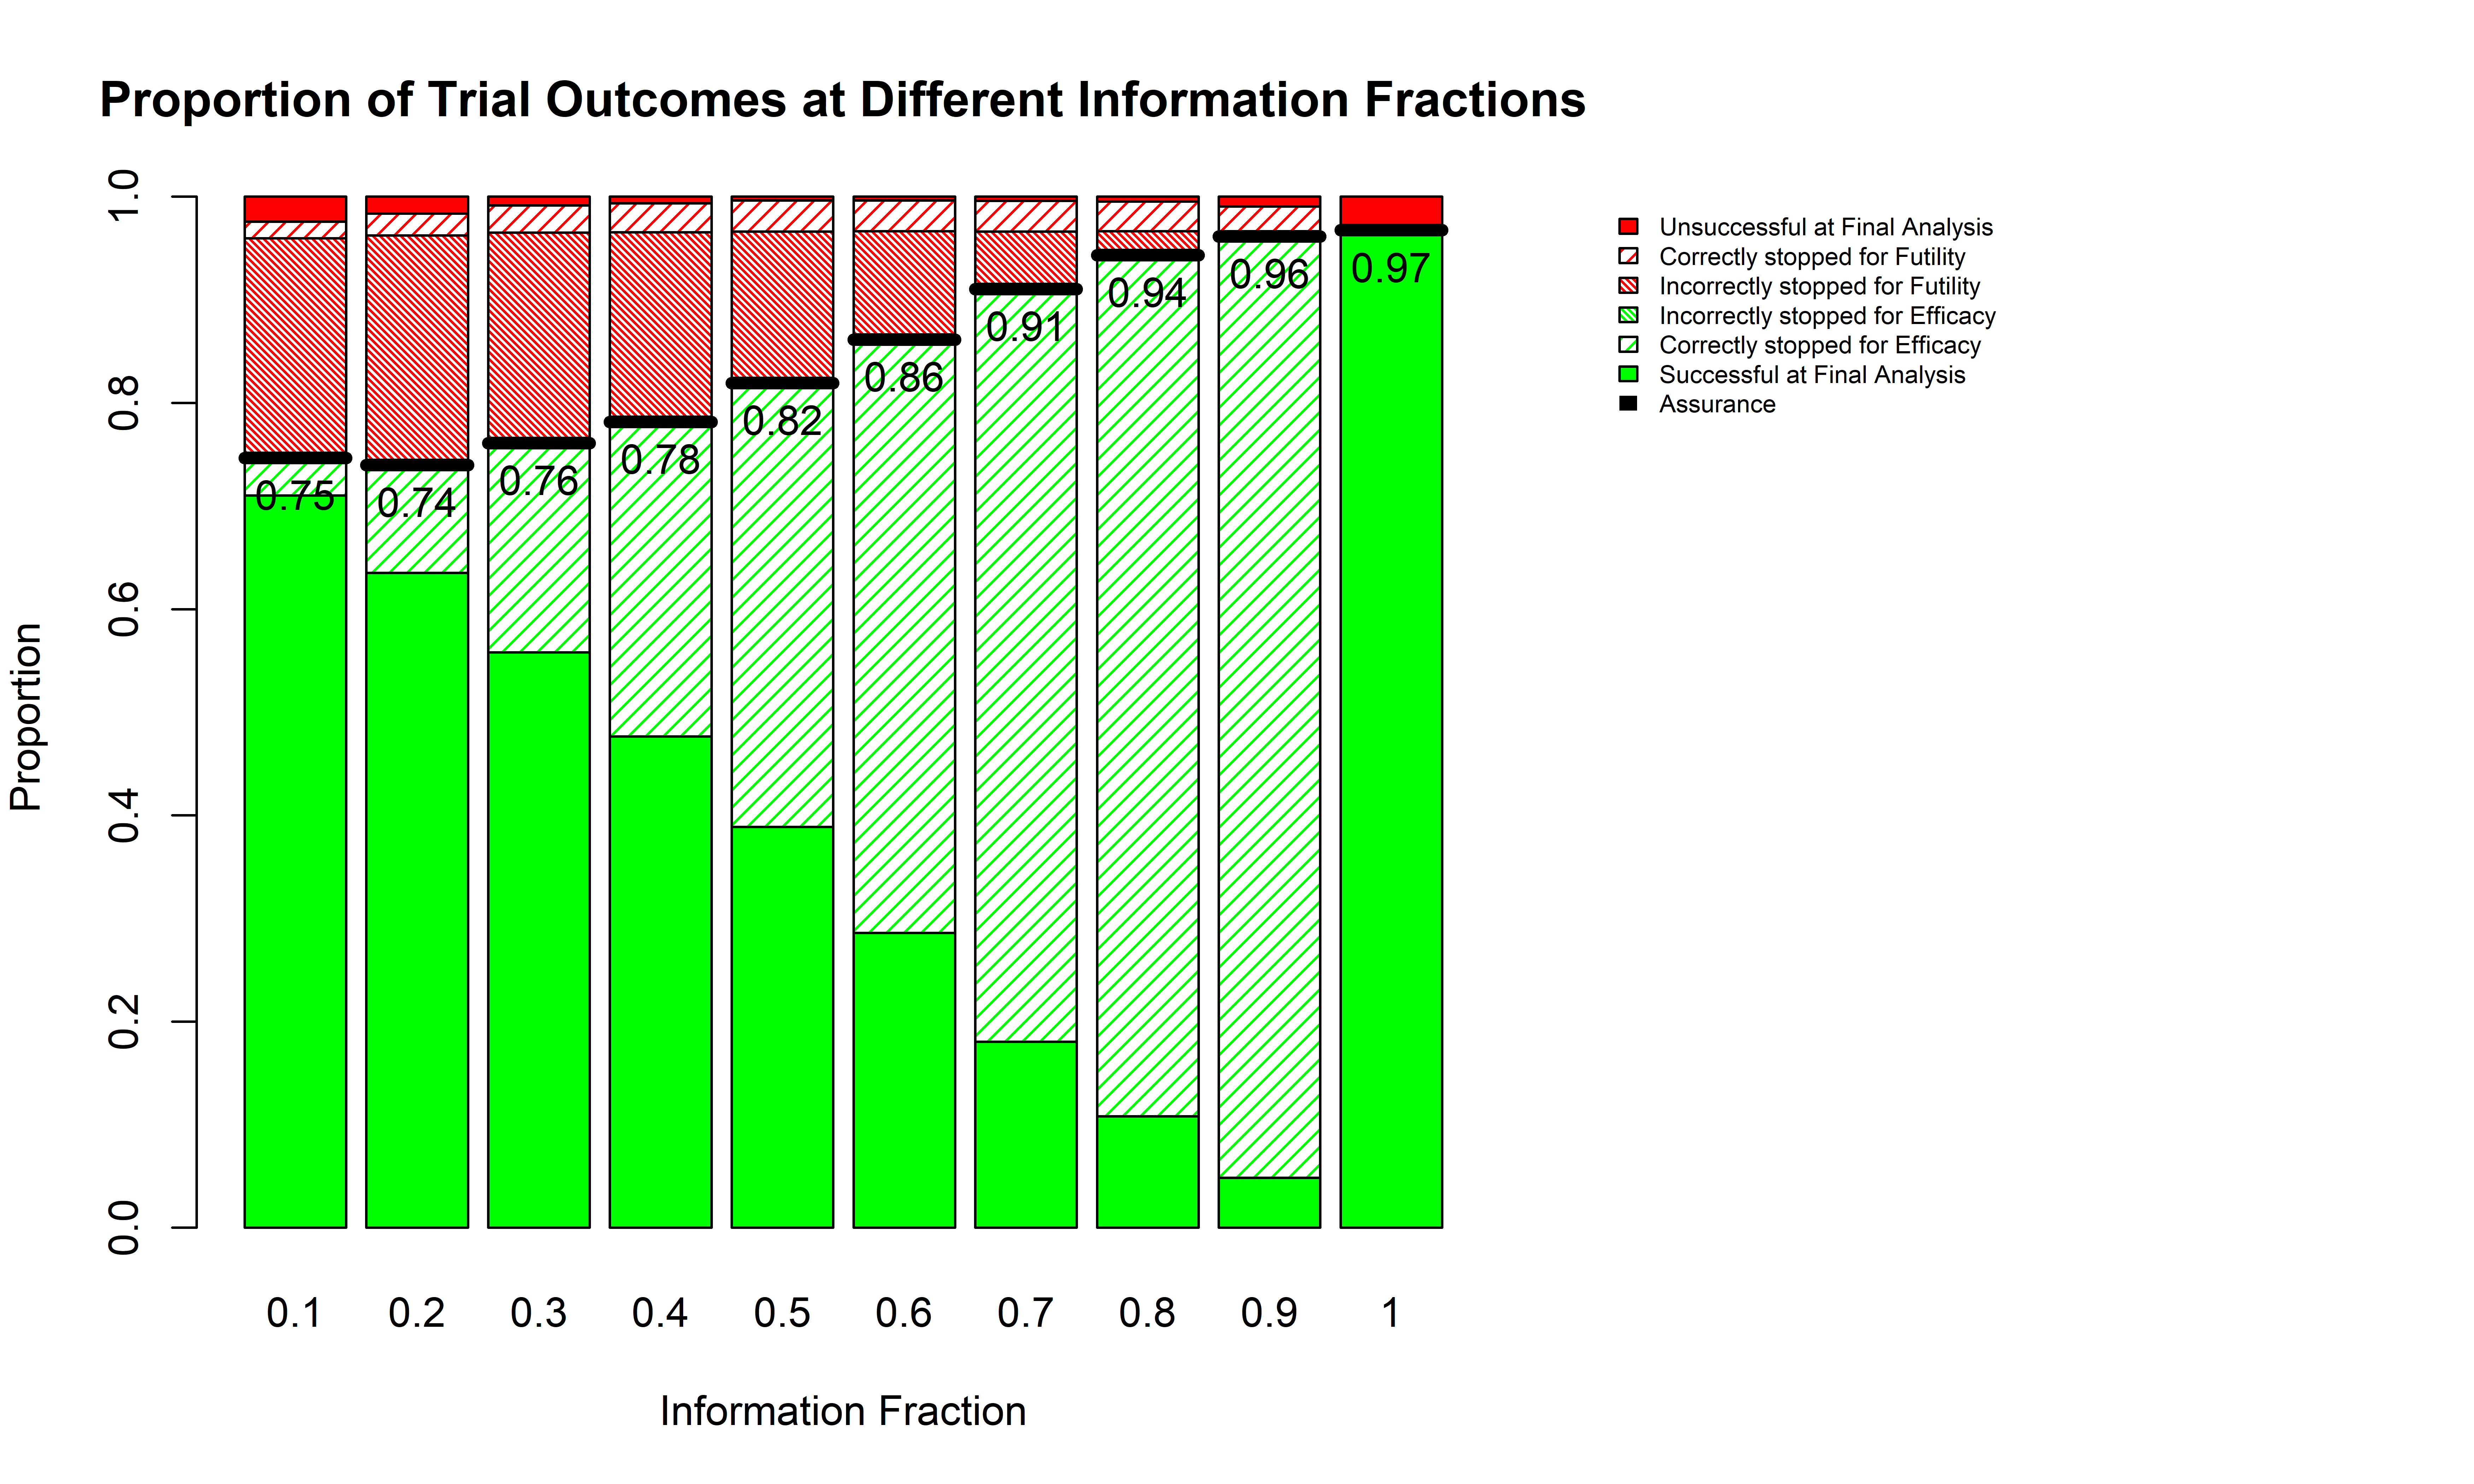 Proportion of Trial Outcomes at Different Information Fractions
Proportion
1.0
0.8
0.6
0.4
0.2
0.0
0.75
0.74
0.76
0.78
0.82
0.86
0.91
0.94
0.96
0.97
0.1 0.2 0.3 0.4 0.5 0.6 0.7 0.8 0.9 1
Information Fraction
Unsuccessful at Final Analysis
Correctly stopped for Futility
Incorrectly stopped for Futility
Incorrectly stopped for Efficacy
Correctly stopped for Efficacy
Successful at Final Analysis
Assurance